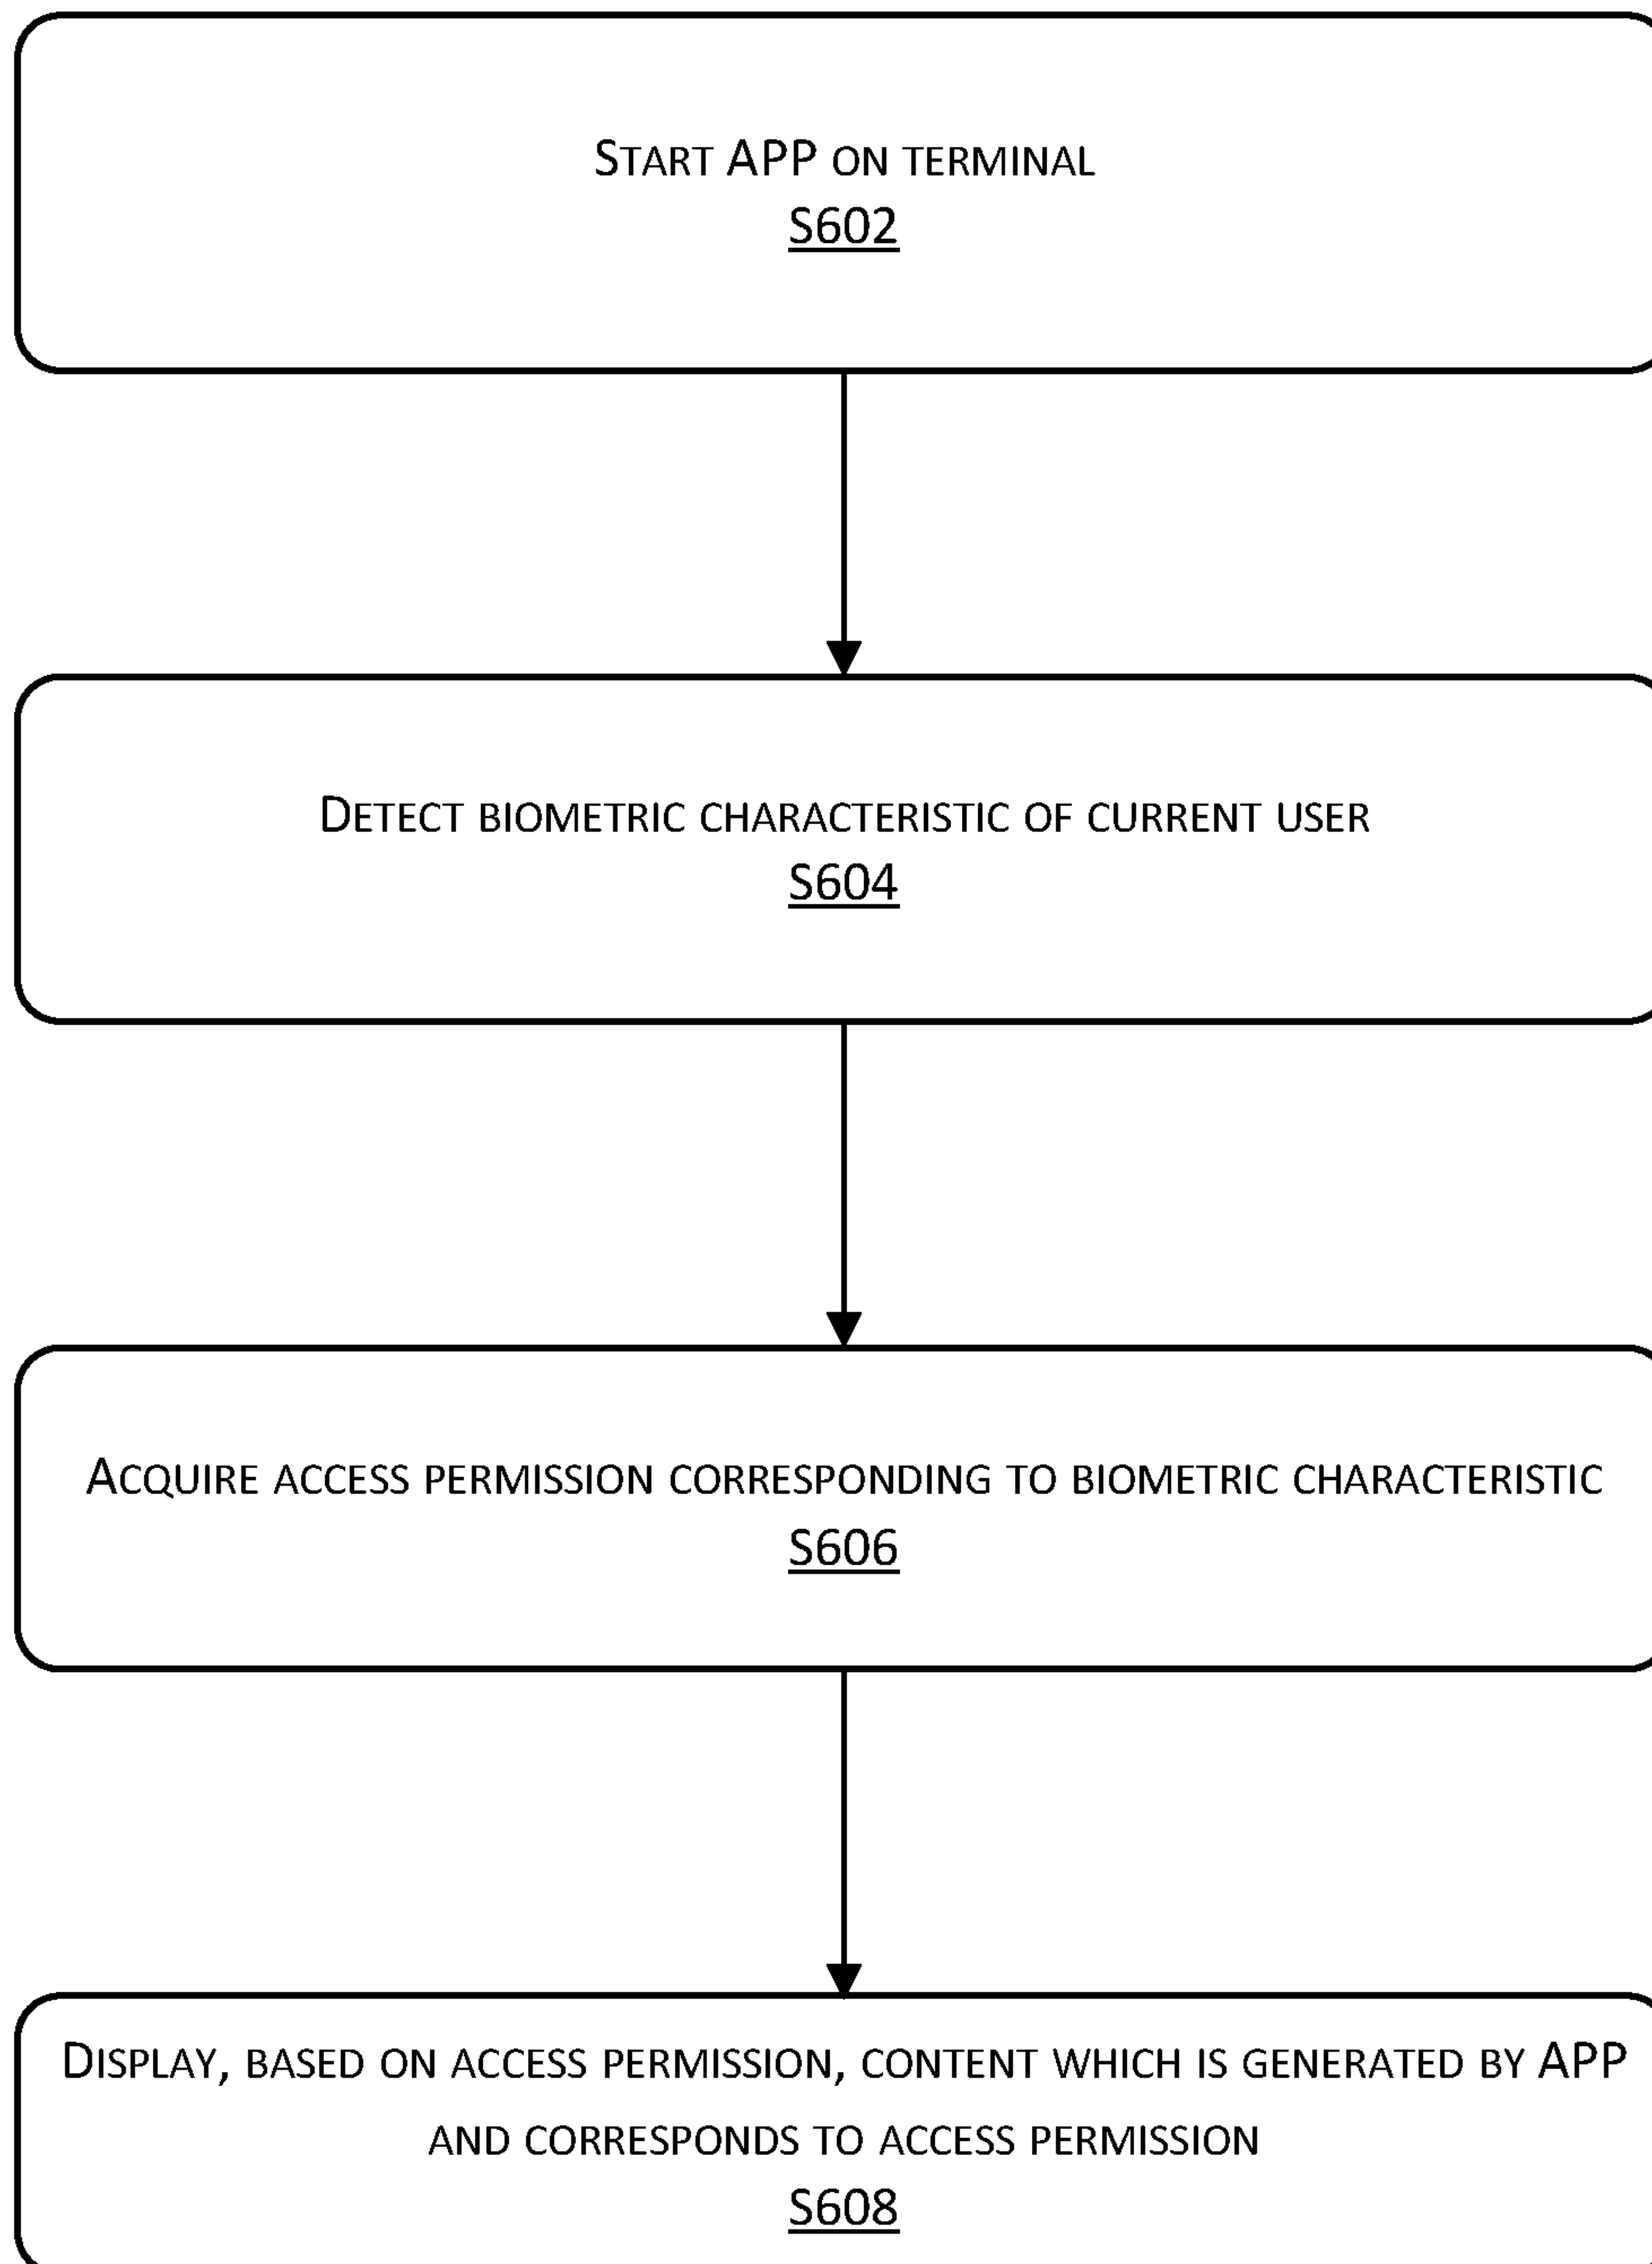 START APP ON TERMINAL
S602
DETECT BIOMETRIC CHARACTERISTIC OF CURRENT USER
S604
ACQUIRE ACCESS PERMISSION CORRESPONDING TO BIOMETRIC CHARACTERISTIC
S606
DISPLAY, BASED ON ACCESS PERMISSION, CONTENT WHICH IS GENERATED BY APP
AND CORRESPONDS TO ACCESS PERMISSION
S608